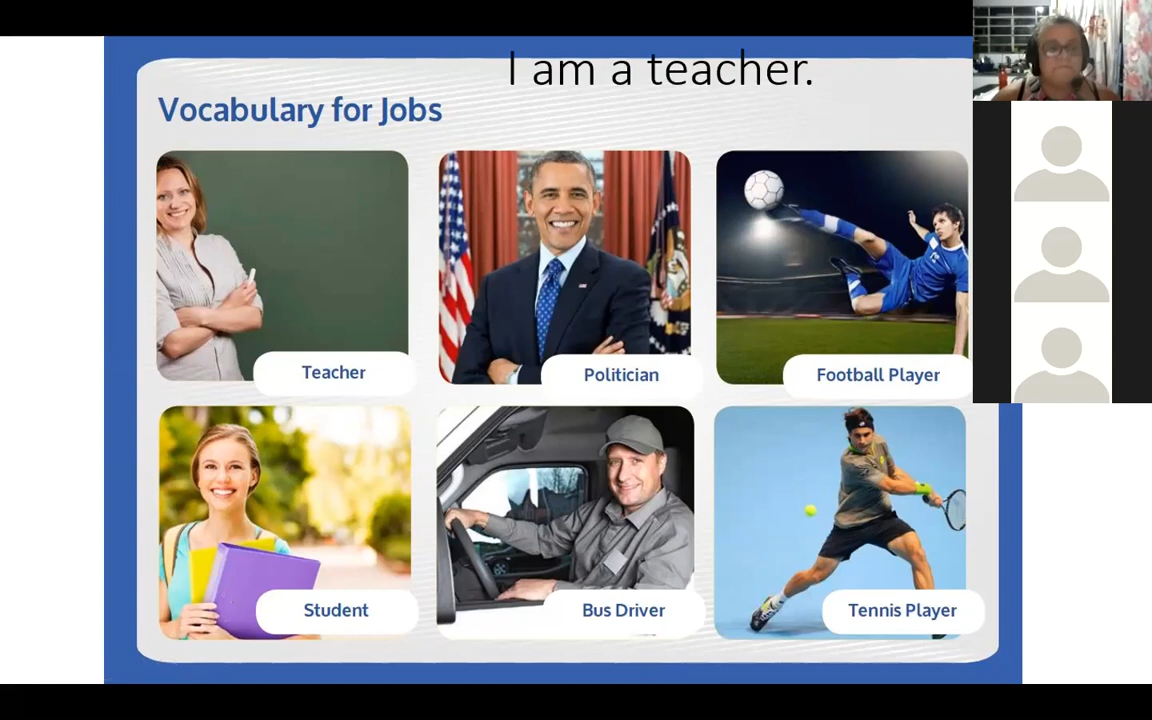 I am a teacher.
Vocabulary for Jobs
Teacher
Politician
Football Player
Student
Bus Driver
Tennis Player